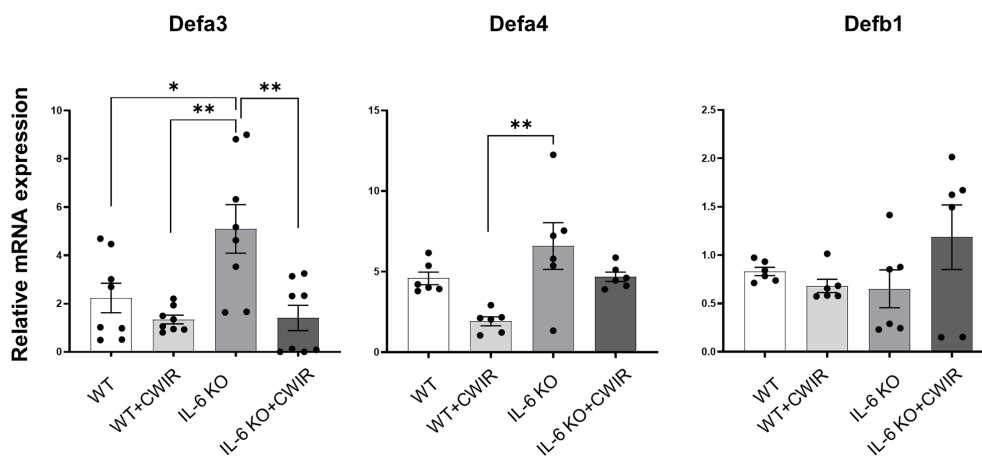 Defa3
Defa4
Defb1
Relative mRNA expression
*
**
**
10
8
6
4
2
0
WT
WT+CWIR
IL-6 KO
IL-6 KO+CWIR
**
15
10
5
0
WT
WT+CWIR
IL-6 KO
IL-6 KO+CWIR
2.5
2.0
1.5
1.0
0.5
0.0
WT
WT+CWIR
IL-6 KO
IL-6 KO+CWIR